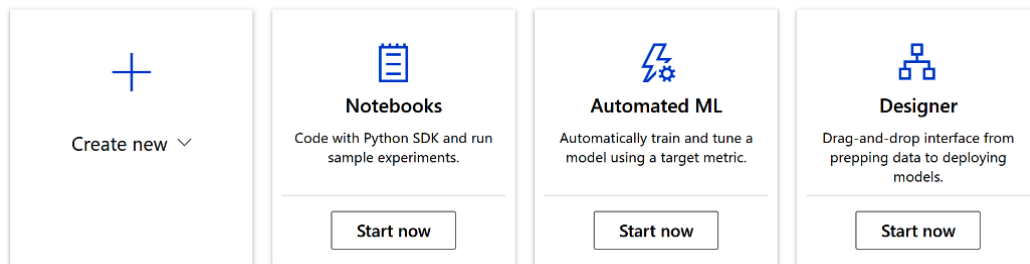 Create new
Notebooks
Code with Python SDK and run
sample experiments.
Start now
Automated ML
Automatically train and tune a
model using a target metric.
Start now
Designer
Drag-and-drop interface from
prepping data to deploying
models.
Start now